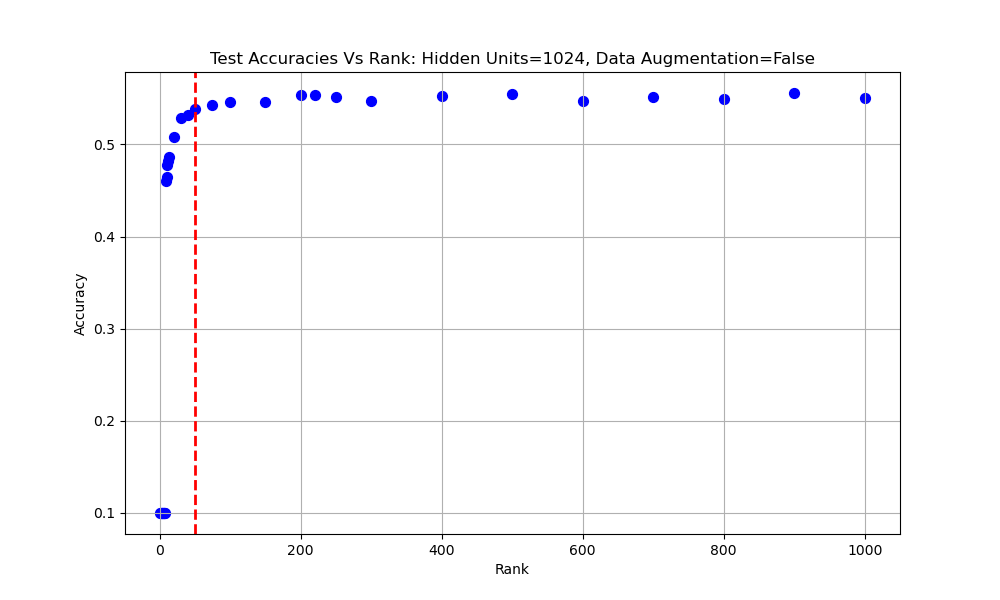 Test Accuracies Vs Rank: Hidden Units=1024, Data Augmentation=False
0.5
0.4
0.3
0.2
0.1
Accuracy
0 200 400 600 800 1000
Rank